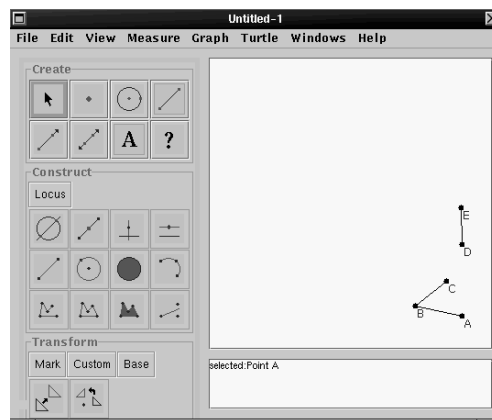 Untitled-1
File Edit View Measure Graph Turtle Windows Help
Create
A ?
Construct
Locus
E
D
C
B
A
Transform
Mark Custom Base
selected:Point A